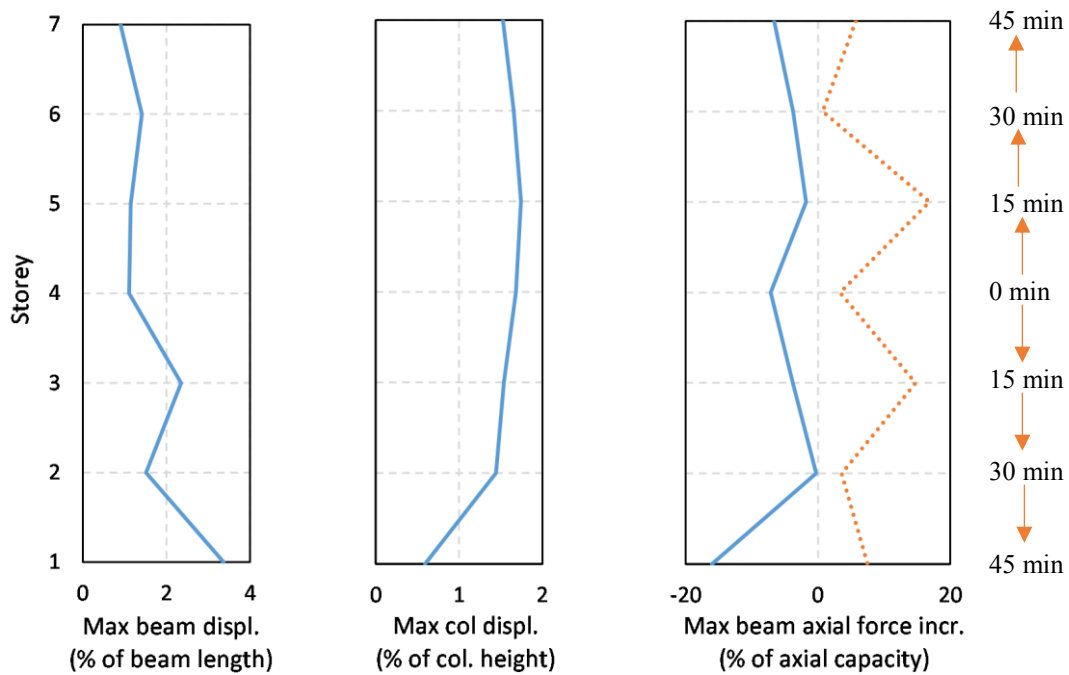 7
6
5
4
3
2
1
Storey
0 2 4
Max beam displ.
(% of beam length)
0 1 2
Max col displ.
(% of col. height)
-20 0 20
Max beam axial force incr.
(% of axial capacity)
45 min
30 min
15 min
0 min
15 min
30 min
45 min